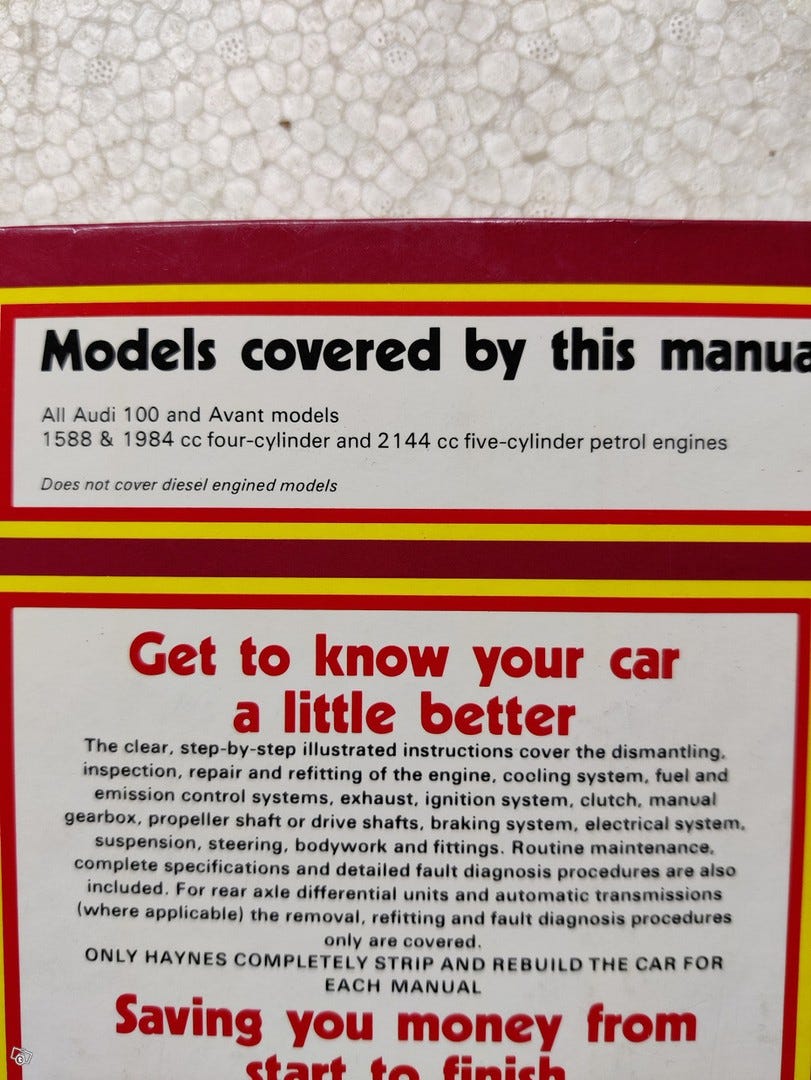 Models covered by this manua
All Audi 100 and Avant models
1588 & 1984 cc four-cylinder and 2144 cc five-cylinder petrol engines
Does not cover diesel engined models
Get to know your car
a little better
The clear, step-by-step illustrated instructions cover the dismantling,
inspection, repair and refitting of the engine, cooling system, fuel and
emission control systems, exhaust, ignition system, clutch, manual
gearbox, propeller shaft or drive shafts, braking system, electrical system,
suspension, steering, bodywork and fittings. Routine maintenance,
complete specifications and detailed fault diagnosis procedures are also
included. For rear axle differential units and automatic transmissions
(where applicable) the removal, refitting and fault diagnosis procedures
only are covered.
ONLY HAYNES COMPLETELY STRIP AND REBUILD THE CAR FOR
EACH MANUAL
Saving you money from
start to finish